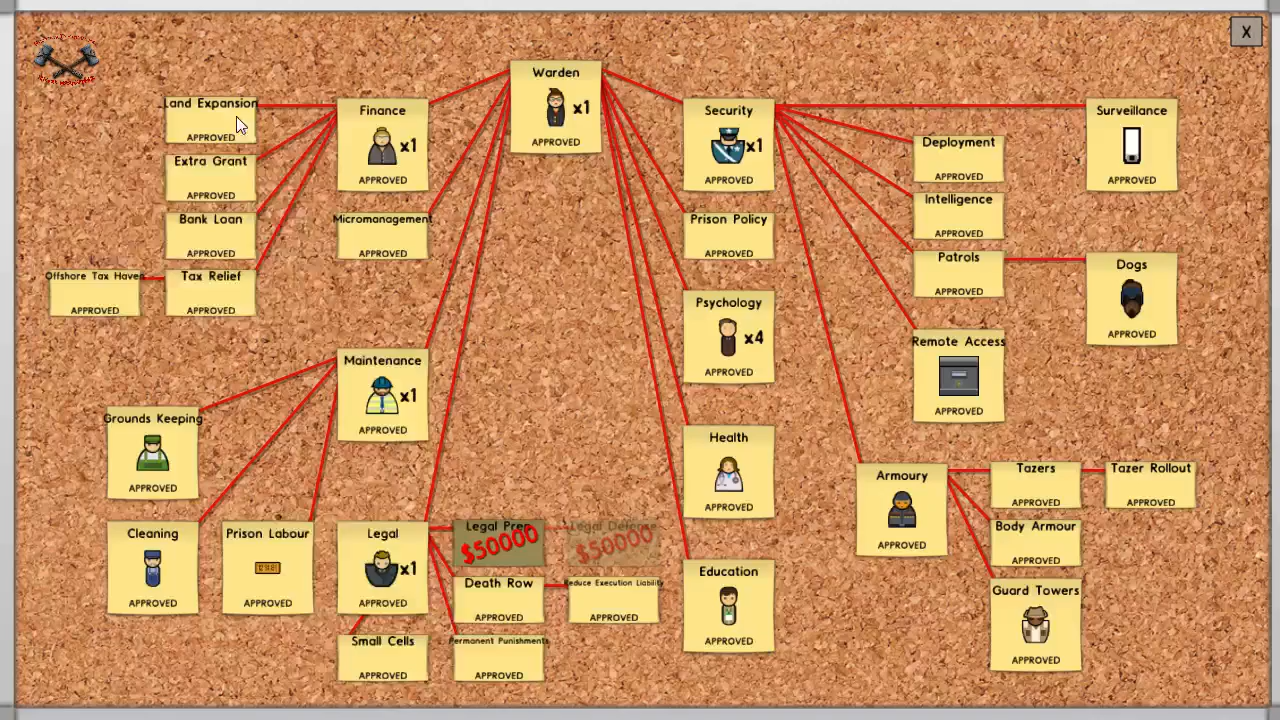 X
Warden
x1
APPROVED
Land Expansion
APPROVED
Finance
x1
APPROVED
Extra Grant
APPROVED
Bank Loan
APPROVED
Micromanagement
APPROVED
Offshore Tax Haven
APPROVED
Tax Relief
APPROVED
Maintenance
x1
APPROVED
Grounds Keeping
APPROVED
Cleaning
APPROVED
Prison Labour
APPROVED
Legal
x1
APPROVED
Legal Prep
$50000
Legal Defense
$50000
Death Row
APPROVED
Reduce Execution Liability
APPROVED
Small Cells
APPROVED
Permanent Punishments
APPROVED
Security
x1
APPROVED
Prison Policy
APPROVED
Psychology
x4
APPROVED
Health
APPROVED
Education
APPROVED
Deployment
APPROVED
Intelligence
APPROVED
Patrols
APPROVED
Remote Access
APPROVED
Surveillance
APPROVED
Dogs
APPROVED
Armoury
APPROVED
Tazers
APPROVED
Tazer Rollout
APPROVED
Body Armour
APPROVED
Guard Towers
APPROVED